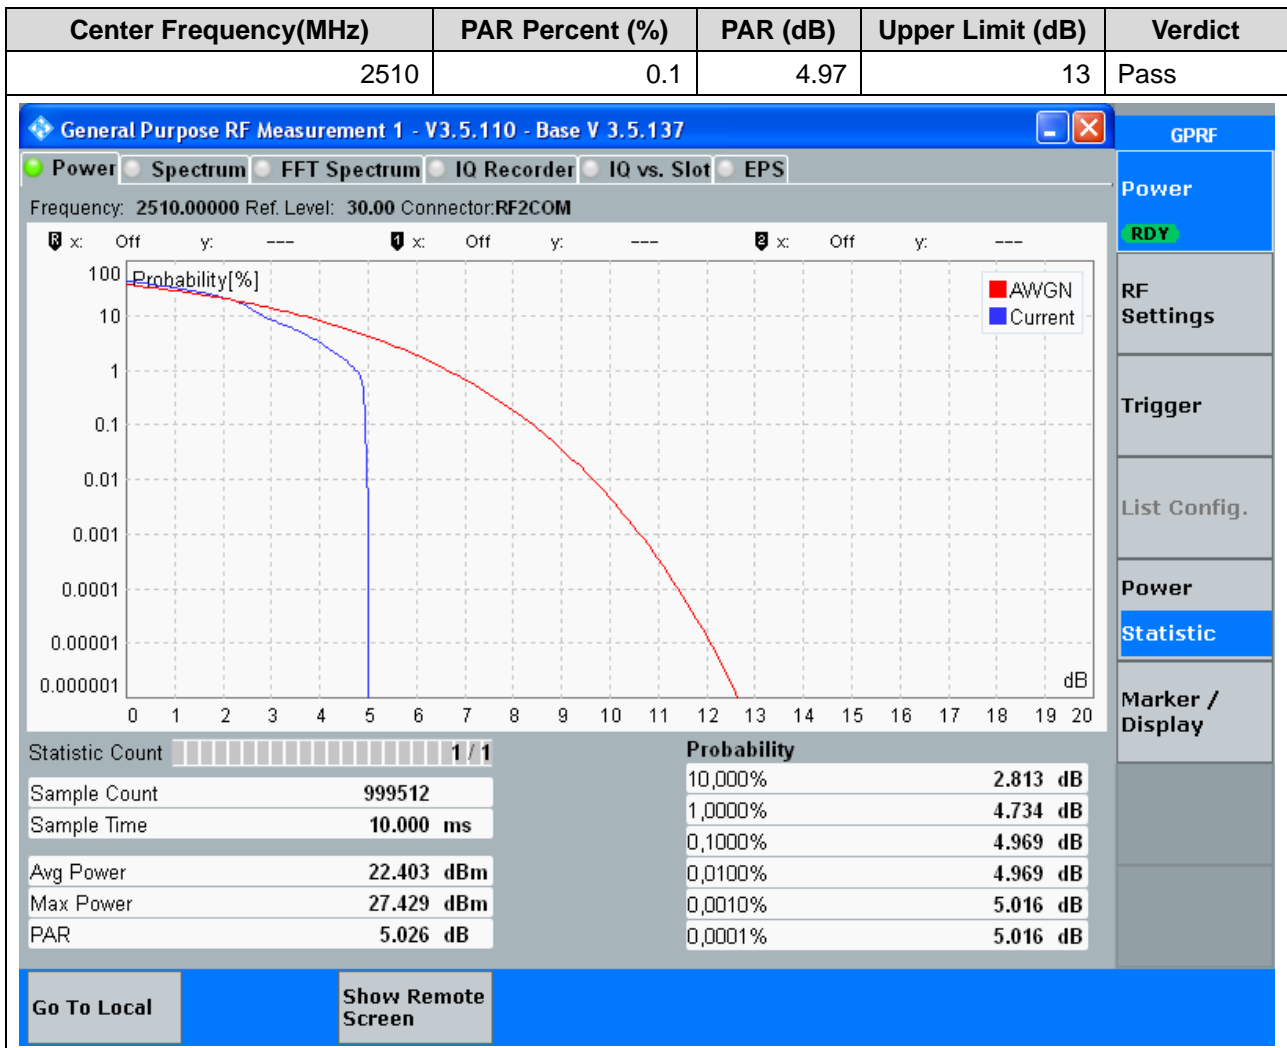 Center Frequency(MHz) PAR Percent (%) PAR (dB) Upper Limit (dB) Verdict
2510 0.1 4.97 13 Pass
General Purpose RF Measurement 1 - V3.5.110 - Base V 3.5.137
GPRF
Power Spectrum FFT Spectrum IQ Recorder IQ vs. Slot EPS
Frequency: 2510.00000 Ref. Level: 30.00 Connector:RF2COM
R x: Off y: --- 1 x: Off y: --- 2 x: Off y: ---
Probability[%]
AWGN
Current
100
10
1
0.1
0.01
0.001
0.0001
0.00001
0.000001
dB
0 1 2 3 4 5 6 7 8 9 10 11 12 13 14 15 16 17 18 19 20
Statistic Count 1 / 1
Sample Count 999512
Sample Time 10.000 ms
Avg Power 22.403 dBm
Max Power 27.429 dBm
PAR 5.026 dB
Probability
10,000% 2.813 dB
1,0000% 4.734 dB
0,1000% 4.969 dB
0,0100% 4.969 dB
0,0010% 5.016 dB
0,0001% 5.016 dB
Power
RDY
RF
Settings
Trigger
List Config.
Power
Statistic
Marker /
Display
Go To Local
Show Remote
Screen